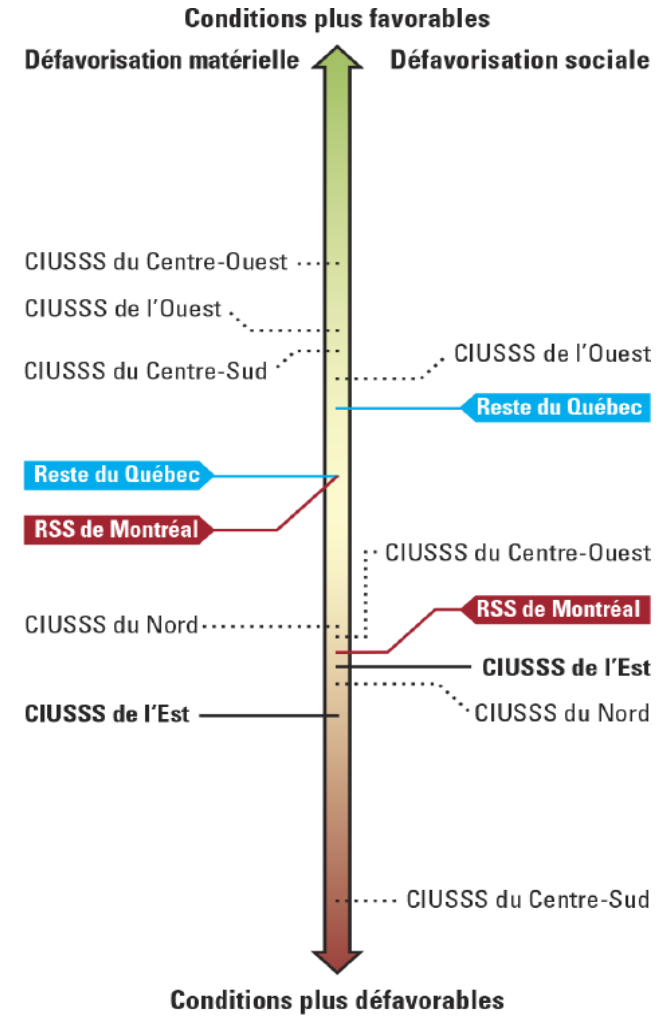 Conditions plus favorables
Défavorisation matérielle
Défavorisation sociale
CIUSSS du Centre-Ouest
CIUSSS de l'Ouest
CIUSSS du Centre-Sud
CIUSSS de l'Ouest
Reste du Québec
Reste du Québec
RSS de Montréal
CIUSSS du Centre-Ouest
RSS de Montréal
CIUSSS du Nord
CIUSSS de l'Est
CIUSSS de l'Est
CIUSSS du Nord
CIUSSS du Centre-Sud
Conditions plus défavorables